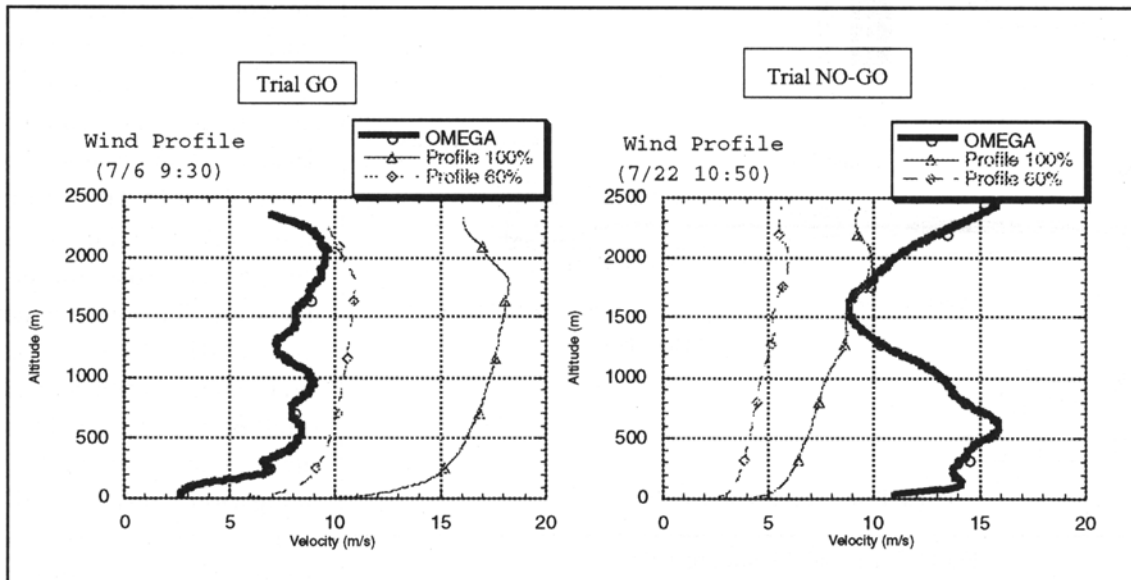 Trial GO
Wind Profile
(7/6 9:30)
OMEGA
Profile 100%
Profile 60%
2500
2000
1500
1000
500
0
Altitude (m)
0 5 10 15 20
Velocity (m/s)
Trial NO-GO
Wind Profile
(7/22 10:50)
OMEGA
Profile 100%
Profile 60%
2500
2000
1500
1000
500
0
Altitude (m)
0 5 10 15 20
Velocity (m/s)